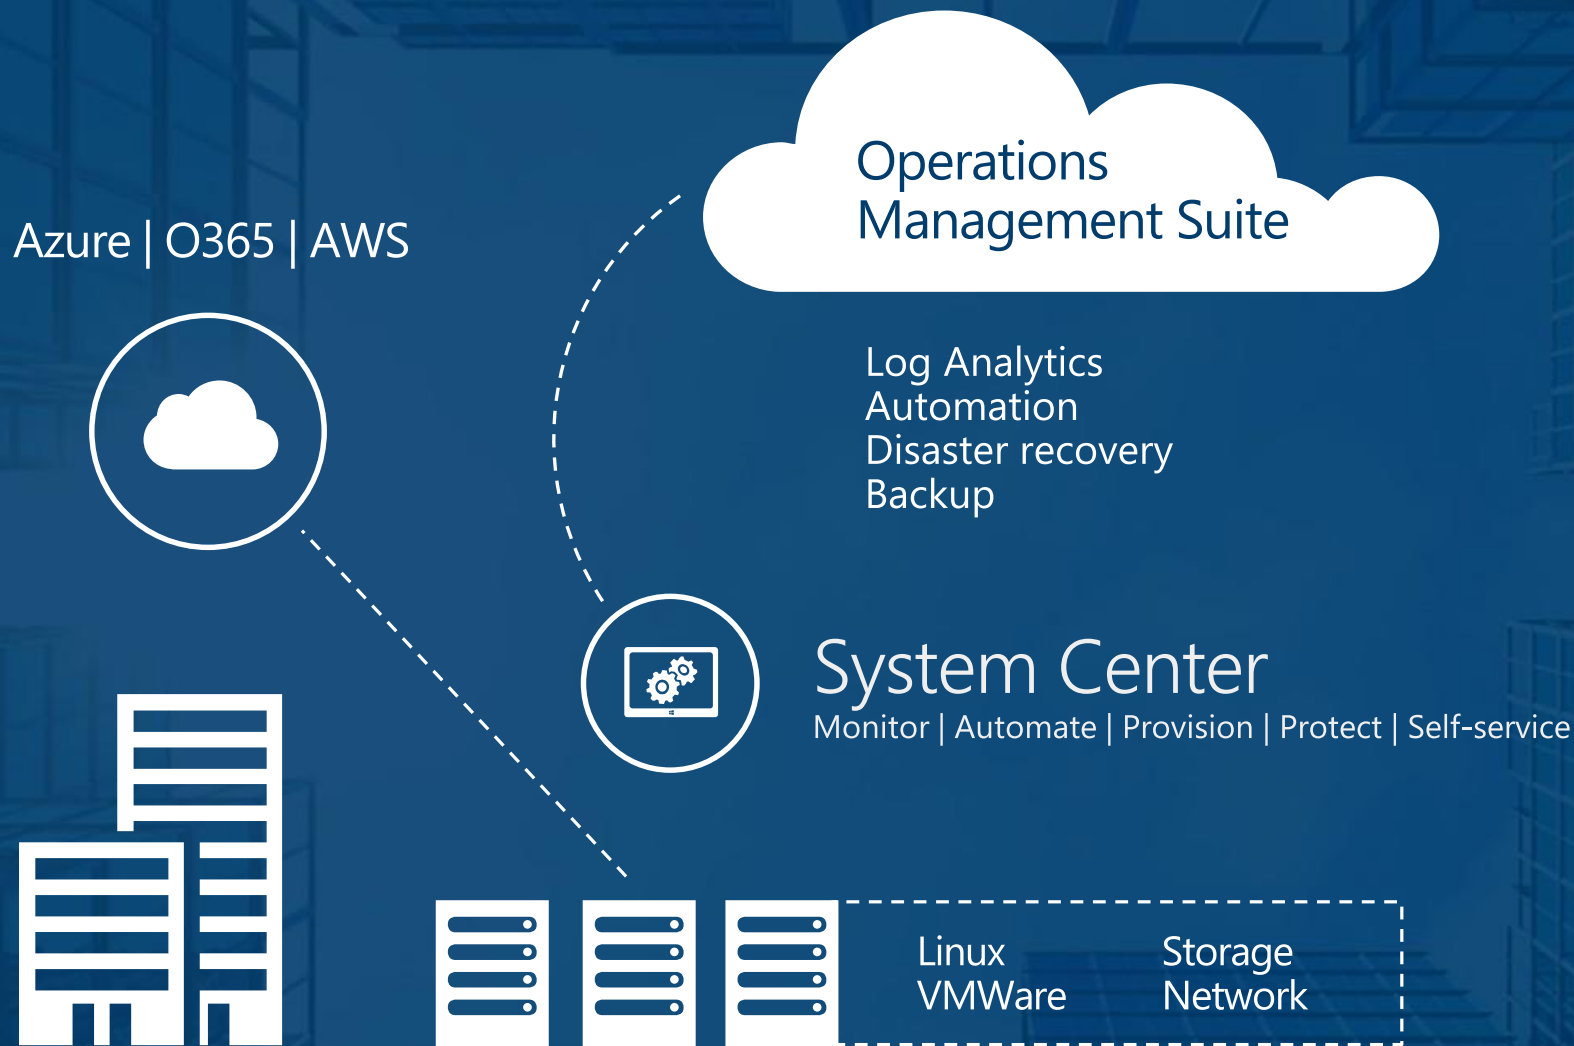 Operations
Management Suite
Azure | O365 | AWS
Log Analytics
Automation
Disaster recovery
Backup
System Center
Monitor | Automate | Provision | Protect | Self-service
Linux
VMWare
Storage
Network